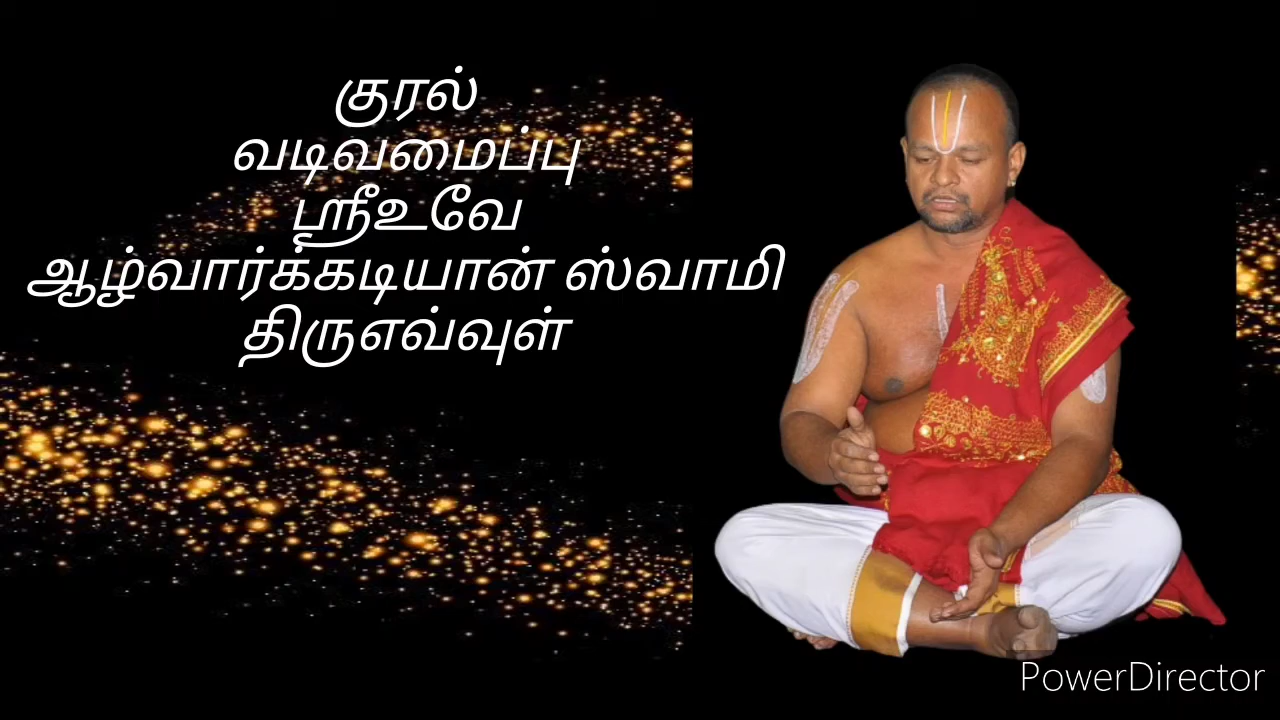 குரல்
வடிவமைப்பு
ஸ்ரீஉவே
ஆழ்வார்க்கடியான் ஸ்வாமி
திருஎவ்வுள்
PowerDirector